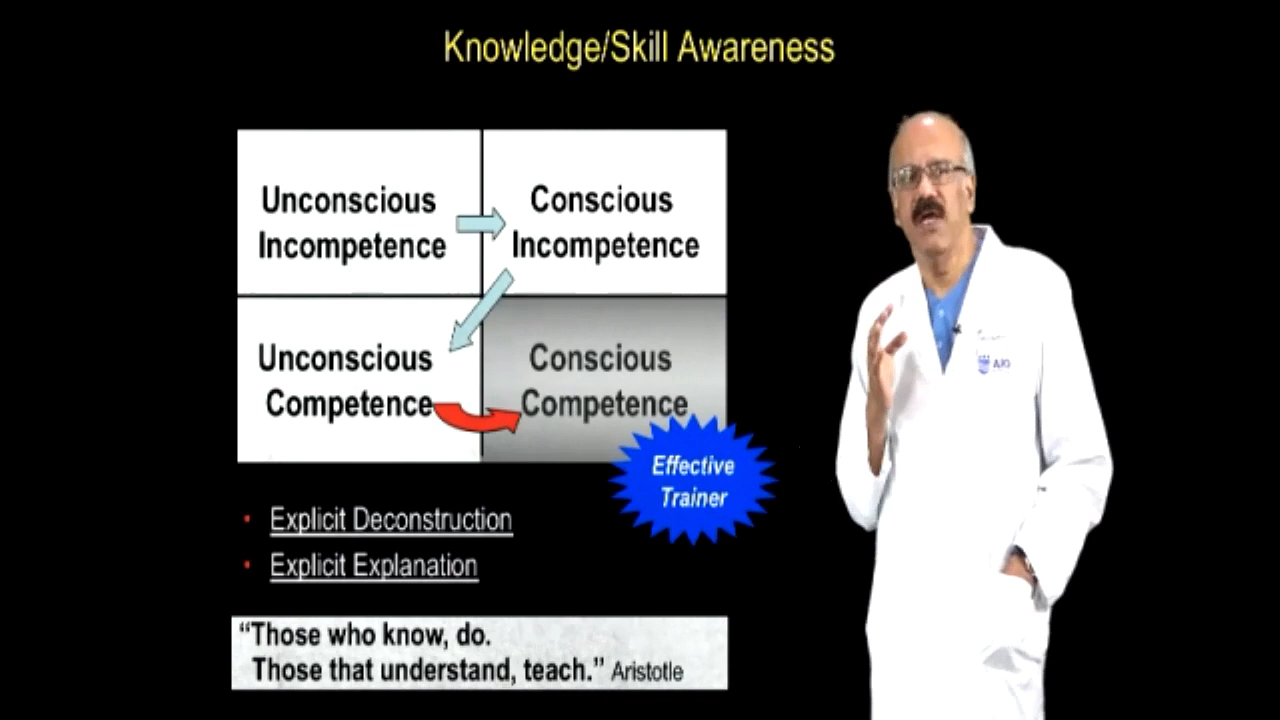 Knowledge/Skill Awareness
Unconscious
Incompetence
Conscious
Incompetence
Unconscious
Competence
Conscious
Competence
Effective
Trainer
• Explicit Deconstruction
• Explicit Explanation
“Those who know, do.
Those that understand, teach.” Aristotle